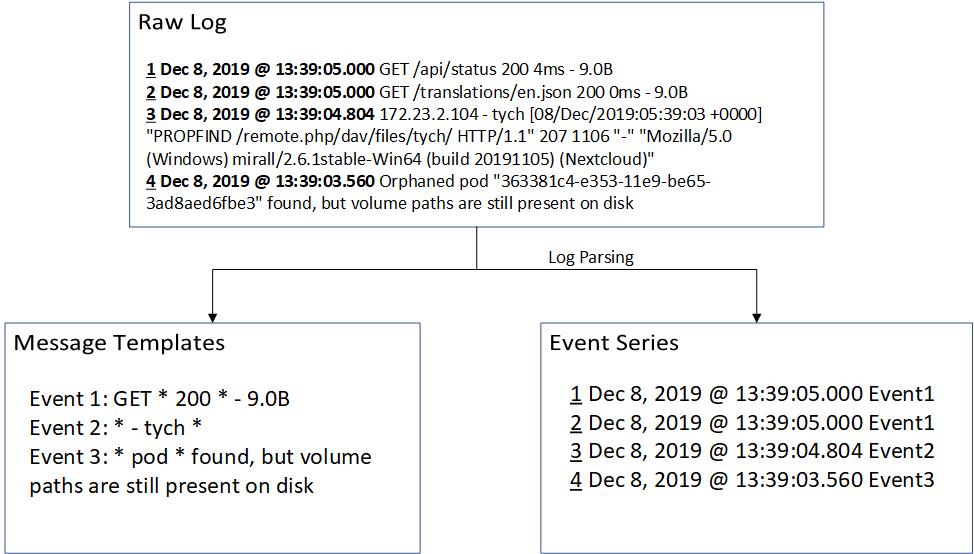 Raw Log
1 Dec 8, 2019 @ 13:39:05.000 GET /api/status 200 4ms - 9.0B
2 Dec 8, 2019 @ 13:39:05.000 GET /translations/en.json 200 0ms - 9.0B
3 Dec 8, 2019 @ 13:39:04.804 172.23.2.104 - tych [08/Dec/2019:05:39:03 +0000]
"PROPFIND /remote.php/dav/files/tych/ HTTP/1.1" 207 1106 "-" "Mozilla/5.0
(Windows) mirall/2.6.1stable-Win64 (build 20191105) (Nextcloud)"
4 Dec 8, 2019 @ 13:39:03.560 Orphaned pod "363381c4-e353-11e9-be65-
3ad8aed6fbe3" found, but volume paths are still present on disk
Log Parsing
Message Templates
Event 1: GET * 200 * - 9.0B
Event 2: * - tych *
Event 3: * pod * found, but volume
paths are still present on disk
Event Series
1 Dec 8, 2019 @ 13:39:05.000 Event1
2 Dec 8, 2019 @ 13:39:05.000 Event1
3 Dec 8, 2019 @ 13:39:04.804 Event2
4 Dec 8, 2019 @ 13:39:03.560 Event3